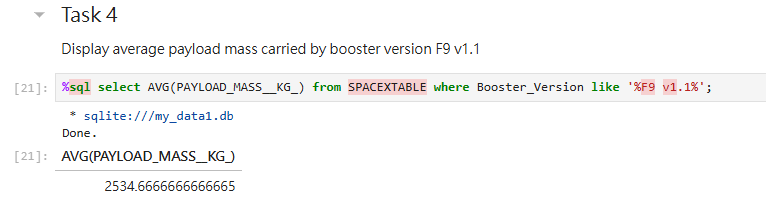 Task 4
Display average payload mass carried by booster version F9 v1.1
[21]: %sql select AVG(PAYLOAD_MASS__KG_) from SPACEXTABLE where Booster_Version like '%F9 v1.1%';
* sqlite:///my_data1.db
Done.
[21]: AVG(PAYLOAD_MASS__KG_)
2534.6666666666665